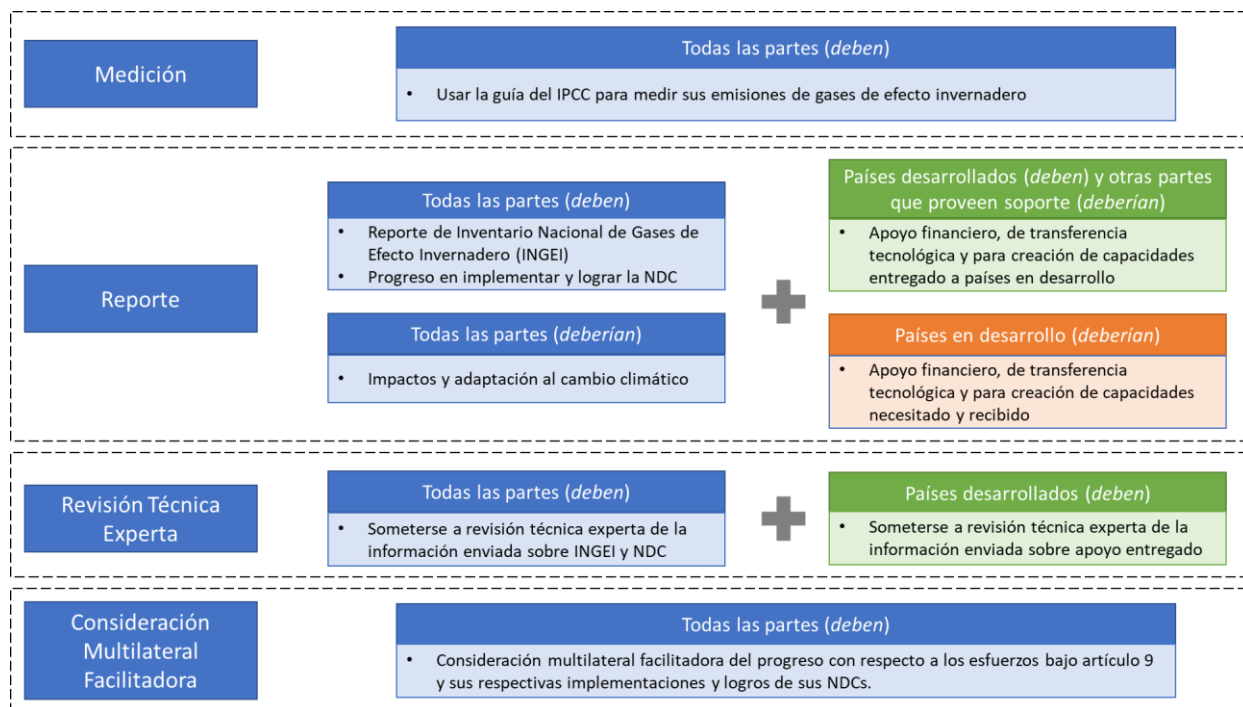 Medición
Todas las partes (deben)
• Usar la guía del IPCC para medir sus emisiones de gases de efecto invernadero
Reporte
Todas las partes (deben)
• Reporte de Inventario Nacional de Gases de
Efecto Invernadero (INGEI)
• Progreso en implementar y lograr la NDC
Todas las partes (deberían)
• Impactos y adaptación al cambio climático
Países desarrollados (deben) y otras partes
que proveen soporte (deberían)
• Apoyo financiero, de transferencia
tecnológica y para creación de capacidades
entregado a países en desarrollo
Países en desarrollo (deberían)
• Apoyo financiero, de transferencia
tecnológica y para creación de capacidades
necesitado y recibido
Revisión Técnica
Experta
Todas las partes (deben)
• Someterse a revisión técnica experta de la
información enviada sobre INGEI y NDC
Países desarrollados (deben)
• Someterse a revisión técnica experta de la
información enviada sobre apoyo entregado
Consideración
Multilateral
Facilitadora
Todas las partes (deben)
• Consideración multilateral facilitadora del progreso con respecto a los esfuerzos bajo artículo 9
y sus respectivas implementaciones y logros de sus NDCs.